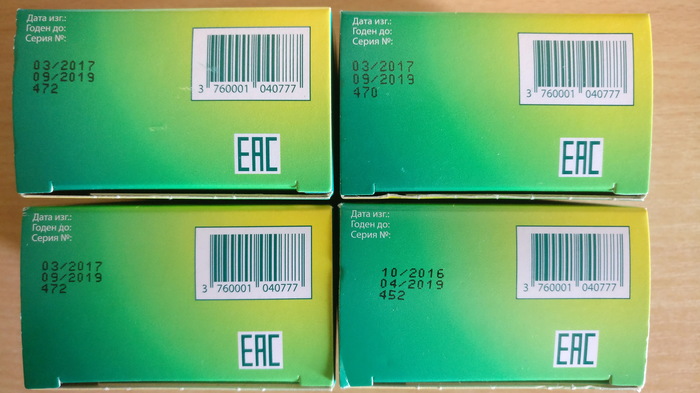 Дата изг.:
Годен до:
Серия №:
03/2017
09/2019
472
3 760001 040777
EAC
Дата изг.:
Годен до:
Серия №:
03/2017
09/2019
470
3 760001 040777
EAC
Дата изг.:
Годен до:
Серия №:
03/2017
09/2019
472
3 760001 040777
EAC
Дата изг.:
Годен до:
Серия №:
10/2016
04/2019
452
3 760001 040777
EAC